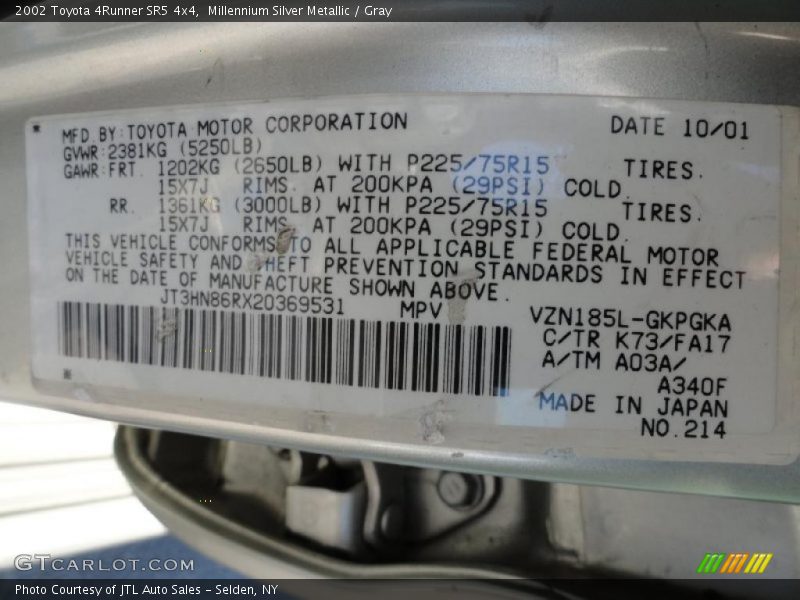 2002 Toyota 4Runner SR5 4x4, Millennium Silver Metallic / Gray
MFD BY:TOYOTA MOTOR CORPORATION DATE 10/01
GVWR:2381KG (5250LB)
GAWR:FRT. 1202KG (2650LB) WITH P225/75R15 TIRES.
15X7J RIMS. AT 200KPA (29PSI) COLD.
RR. 1361KG (3000LB) WITH P225/75R15 TIRES.
15X7J RIMS. AT 200KPA (29PSI) COLD.
THIS VEHICLE CONFORMS TO ALL APPLICABLE FEDERAL MOTOR
VEHICLE SAFETY AND THEFT PREVENTION STANDARDS IN EFFECT
ON THE DATE OF MANUFACTURE SHOWN ABOVE.
JT3HN86RX20369531 MPV VZN185L-GKPGKA
C/TR K73/FA17
A/TM A03A/
A340F
MADE IN JAPAN
NO.214
GTCARLOT.COM
Photo Courtesy of JTL Auto Sales - Selden, NY